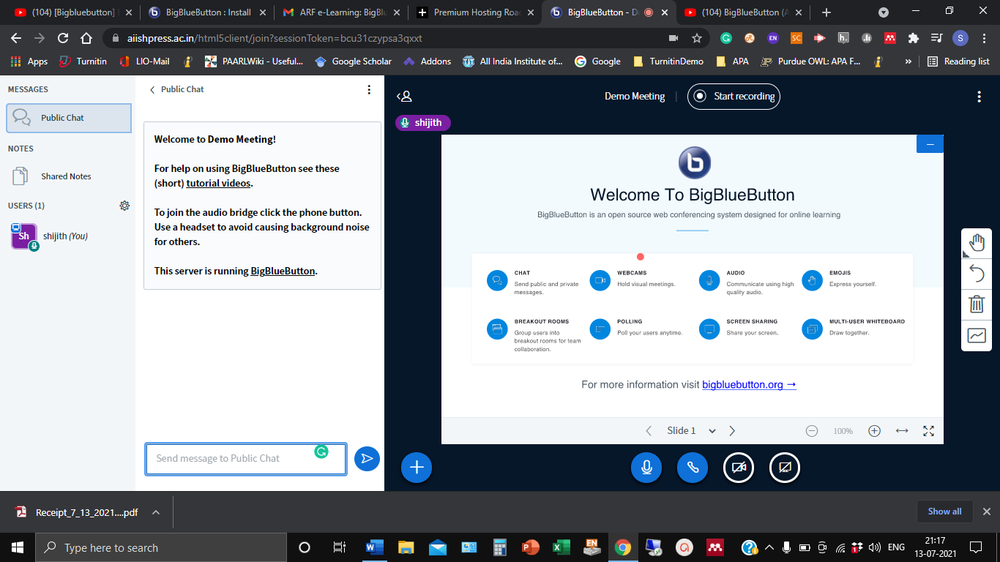 (104) [Bigbluebutton]
BigBlueButton : Install
ARF e-Learning: BigBlu
Premium Hosting Road
BigBlueButton - De
(104) BigBlueButton (A
aiishpress.ac.in/html5client/join?sessionToken=bcu31czypsa3qxxt
Apps
Turnitin
LIO-Mail
PAARLWiki - Useful...
Google Scholar
Addons
All India Institute of...
Google
TurnitinDemo
APA
Purdue OWL: APA F...
»
Reading list
MESSAGES
Public Chat
NOTES
Shared Notes
USERS (1)
Sh
shijith (You)
Public Chat
Welcome to Demo Meeting!
For help on using BigBlueButton see these
(short) tutorial videos.
To join the audio bridge click the phone button.
Use a headset to avoid causing background noise
for others.
This server is running BigBlueButton.
Send message to Public Chat
Demo Meeting
Start recording
shijith
Welcome To BigBlueButton
BigBlueButton is an open source web conferencing system designed for online learning
CHAT
Send public and private
messages.
WEBCAMS
Hold visual meetings.
AUDIO
Communicate using high
quality audio.
EMOJIS
Express yourself.
BREAKOUT ROOMS
Group users into
breakout rooms for team
collaboration.
POLLING
Poll your users anytime.
SCREEN SHARING
Share your screen.
MULTI-USER WHITEBOARD
Draw together.
For more information visit bigbluebutton.org →
Slide 1
100%
Receipt_7_13_2021....pdf
Show all
Type here to search
ENG
21:17
13-07-2021